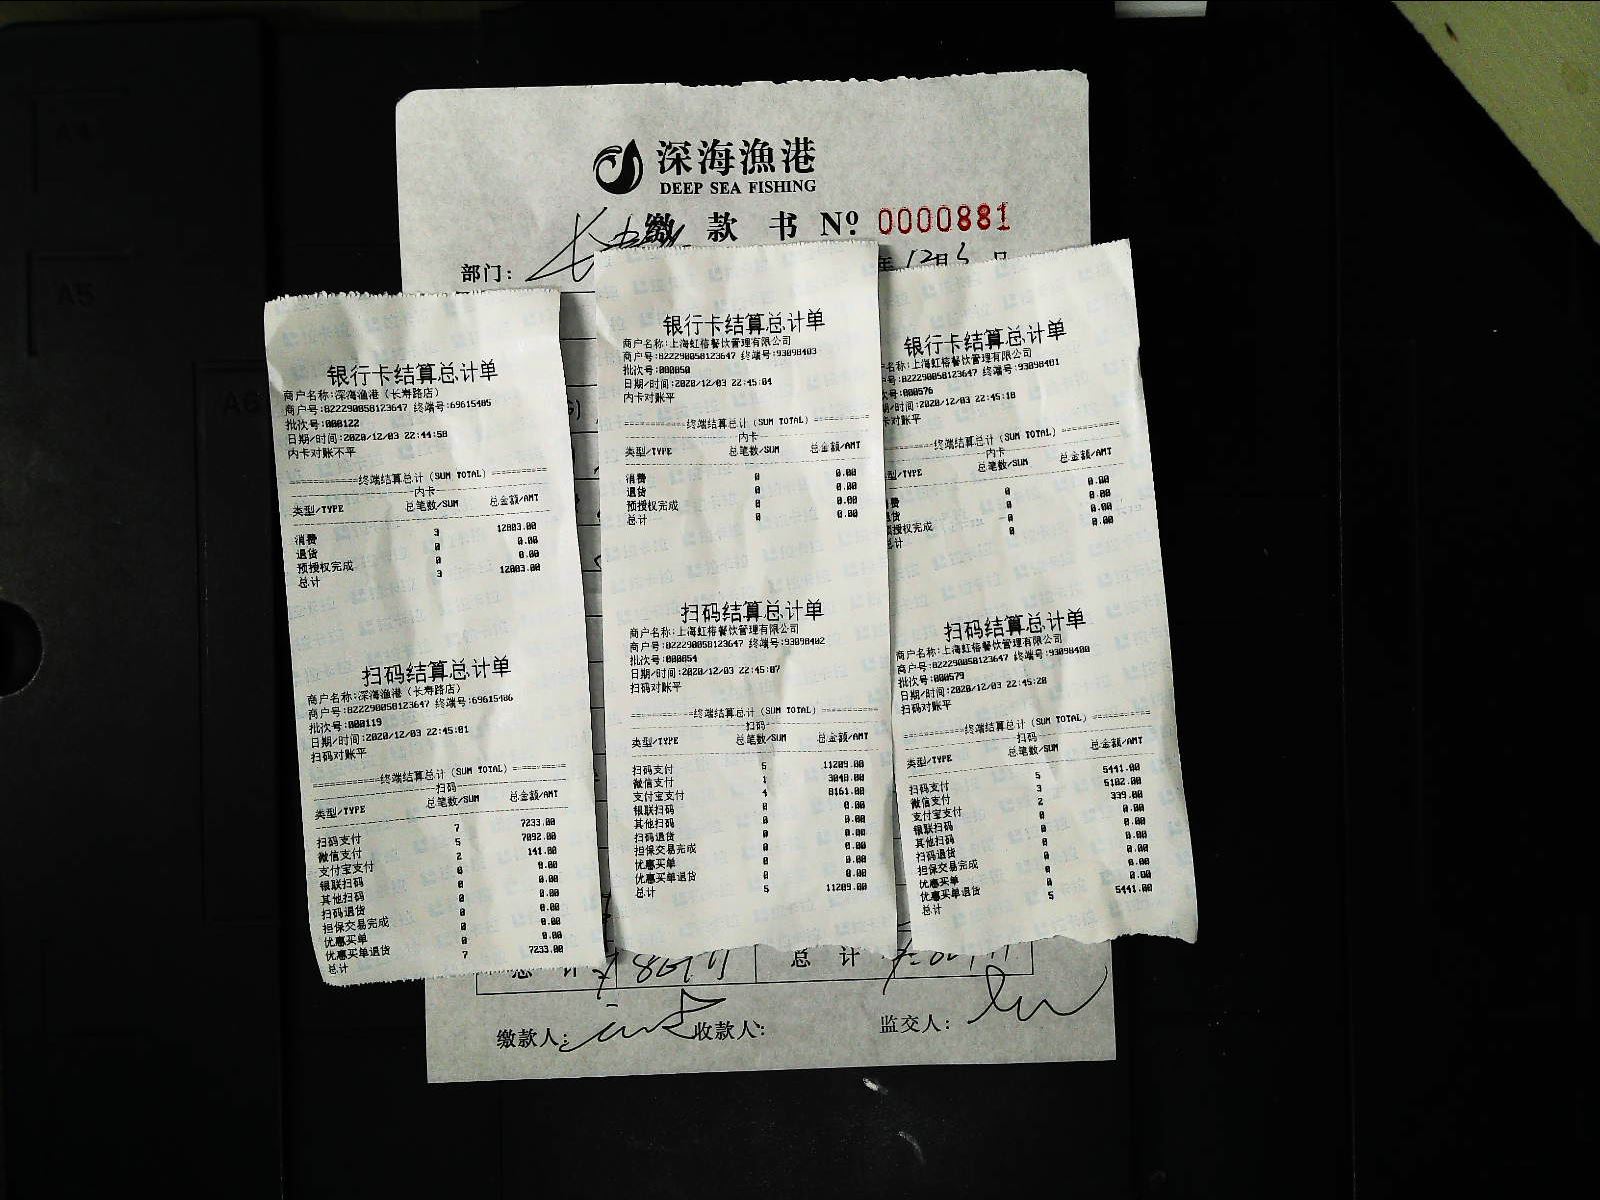 深海漁港
DEEP SEA FISHING
缴 款 书 Nº 0000881
部门：
年 12月 日
银行卡结算总计单
商户名称:深海渔港（长寿路店）
商户号:822290058123647 终端号:69615405
批次号:000122
日期/时间:2020/12/03 22:44:58
内卡对账不平
终端结算总计（SUM TOTAL）
内卡
类型/TYPE 总笔数/SUM 总金额/AMT
消费 3 12803.00
退货 0 0.00
预授权完成 0 0.00
总计 3 12803.00
扫码结算总计单
商户名称:深海渔港（长寿路店）
商户号:822290058123647 终端号:69615406
批次号:000119
日期/时间:2020/12/03 22:45:01
扫码对账平
终端结算总计（SUM TOTAL）
扫码
类型/TYPE 总笔数/SUM 总金额/AMT
扫码支付 7 7233.00
微信支付 5 7092.00
支付宝支付 2 141.00
银联扫码 0 0.00
其他扫码 0 0.00
扫码退货 0 0.00
担保交易完成 0 0.00
优惠买单 0 0.00
优惠买单退货 0 0.00
总计 7 7233.00
银行卡结算总计单
商户名称:上海虹榕餐饮管理有限公司
商户号:822290058123647 终端号:93098403
批次号:000050
日期/时间:2020/12/03 22:45:04
内卡对账平
终端结算总计（SUM TOTAL）
内卡
类型/TYPE 总笔数/SUM 总金额/AMT
消费 0 0.00
退货 0 0.00
预授权完成 0 0.00
总计 0 0.00
扫码结算总计单
商户名称:上海虹榕餐饮管理有限公司
商户号:822290058123647 终端号:93098402
批次号:000054
日期/时间:2020/12/03 22:45:07
扫码对账平
终端结算总计（SUM TOTAL）
扫码
类型/TYPE 总笔数/SUM 总金额/AMT
扫码支付 5 11209.00
微信支付 1 3048.00
支付宝支付 4 8161.00
银联扫码 0 0.00
其他扫码 0 0.00
扫码退货 0 0.00
担保交易完成 0 0.00
优惠买单 0 0.00
优惠买单退货 0 0.00
总计 5 11209.00
银行卡结算总计单
名称:上海虹榕餐饮管理有限公司
号:822290058123647 终端号:93098401
次号:000576
时间:2020/12/03 22:45:18
卡对账平
终端结算总计（SUM TOTAL）
内卡
型/TYPE 总笔数/SUM 总金额/AMT
费 0 0.00
货 0 0.00
预授权完成 0 0.00
总计 0 0.00
扫码结算总计单
商户名称:上海虹榕餐饮管理有限公司
商户号:822290058123647 终端号:93098400
批次号:000579
日期/时间:2020/12/03 22:45:20
扫码对账平
终端结算总计（SUM TOTAL）
扫码
类型/TYPE 总笔数/SUM 总金额/AMT
扫码支付 5 5441.00
微信支付 3 5102.00
支付宝支付 2 339.00
银联扫码 0 0.00
其他扫码 0 0.00
扫码退货 0 0.00
担保交易完成 0 0.00
优惠买单 0 0.00
优惠买单退货 0 0.00
总计 5 5441.00
总 计 总 计
缴款人： 收款人： 监交人：